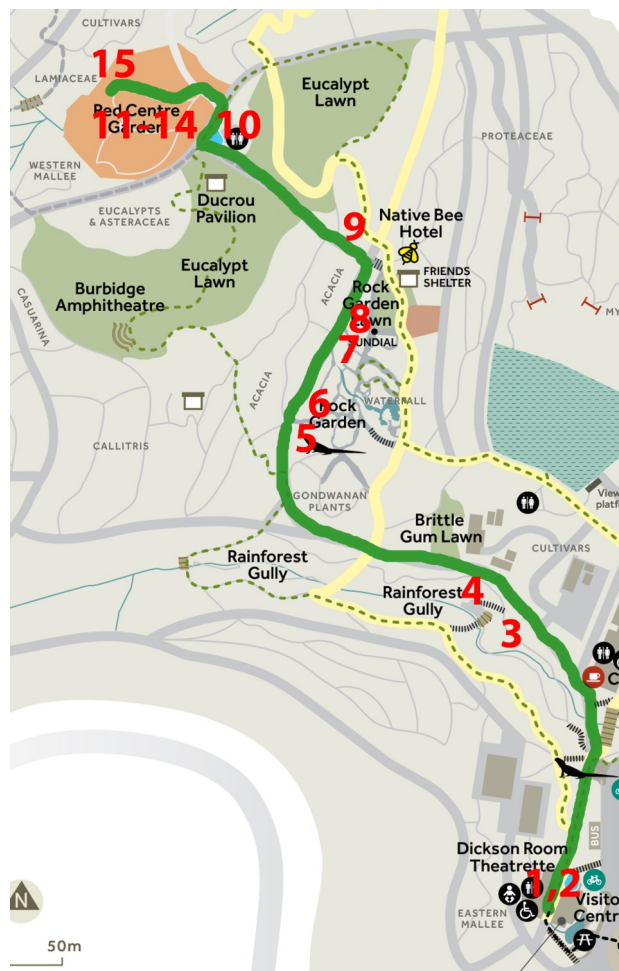 CULTIVARS
15
LAMIACEAE
Eucalypt
Lawn
Red Centre
Garden
11-14
10
PROTEACEAE
WESTERN
MALLEE
Ducrou
Pavilion
EUCALYPTS
& ASTERACEAE
9
Native Bee
Hotel
FRIENDS
SHELTER
Eucalypt
Lawn
ACACIA
Rock
Garden
Lawn
8
Burbidge
Amphitheatre
CASUARINA
MY
SUNDIAL
7
ACACIA
WATERFALL
6
Rock
Garden
5
CALLITRIS
GONDWANAN
PLANTS
View
platf
Brittle
Gum Lawn
CULTIVARS
Rainforest
Gully
4
Rainforest
Gully
3
C
BUS
Dickson Room
Theatrette
1,2
Visito
Centr
EASTERN
MALLEE
N
50m